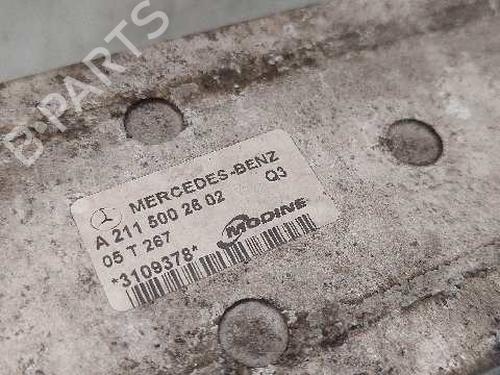 B-PARTS
MERCEDES-BENZ
A 211 500 26 02 Q3
05 T 267
MODINE
*3109378*